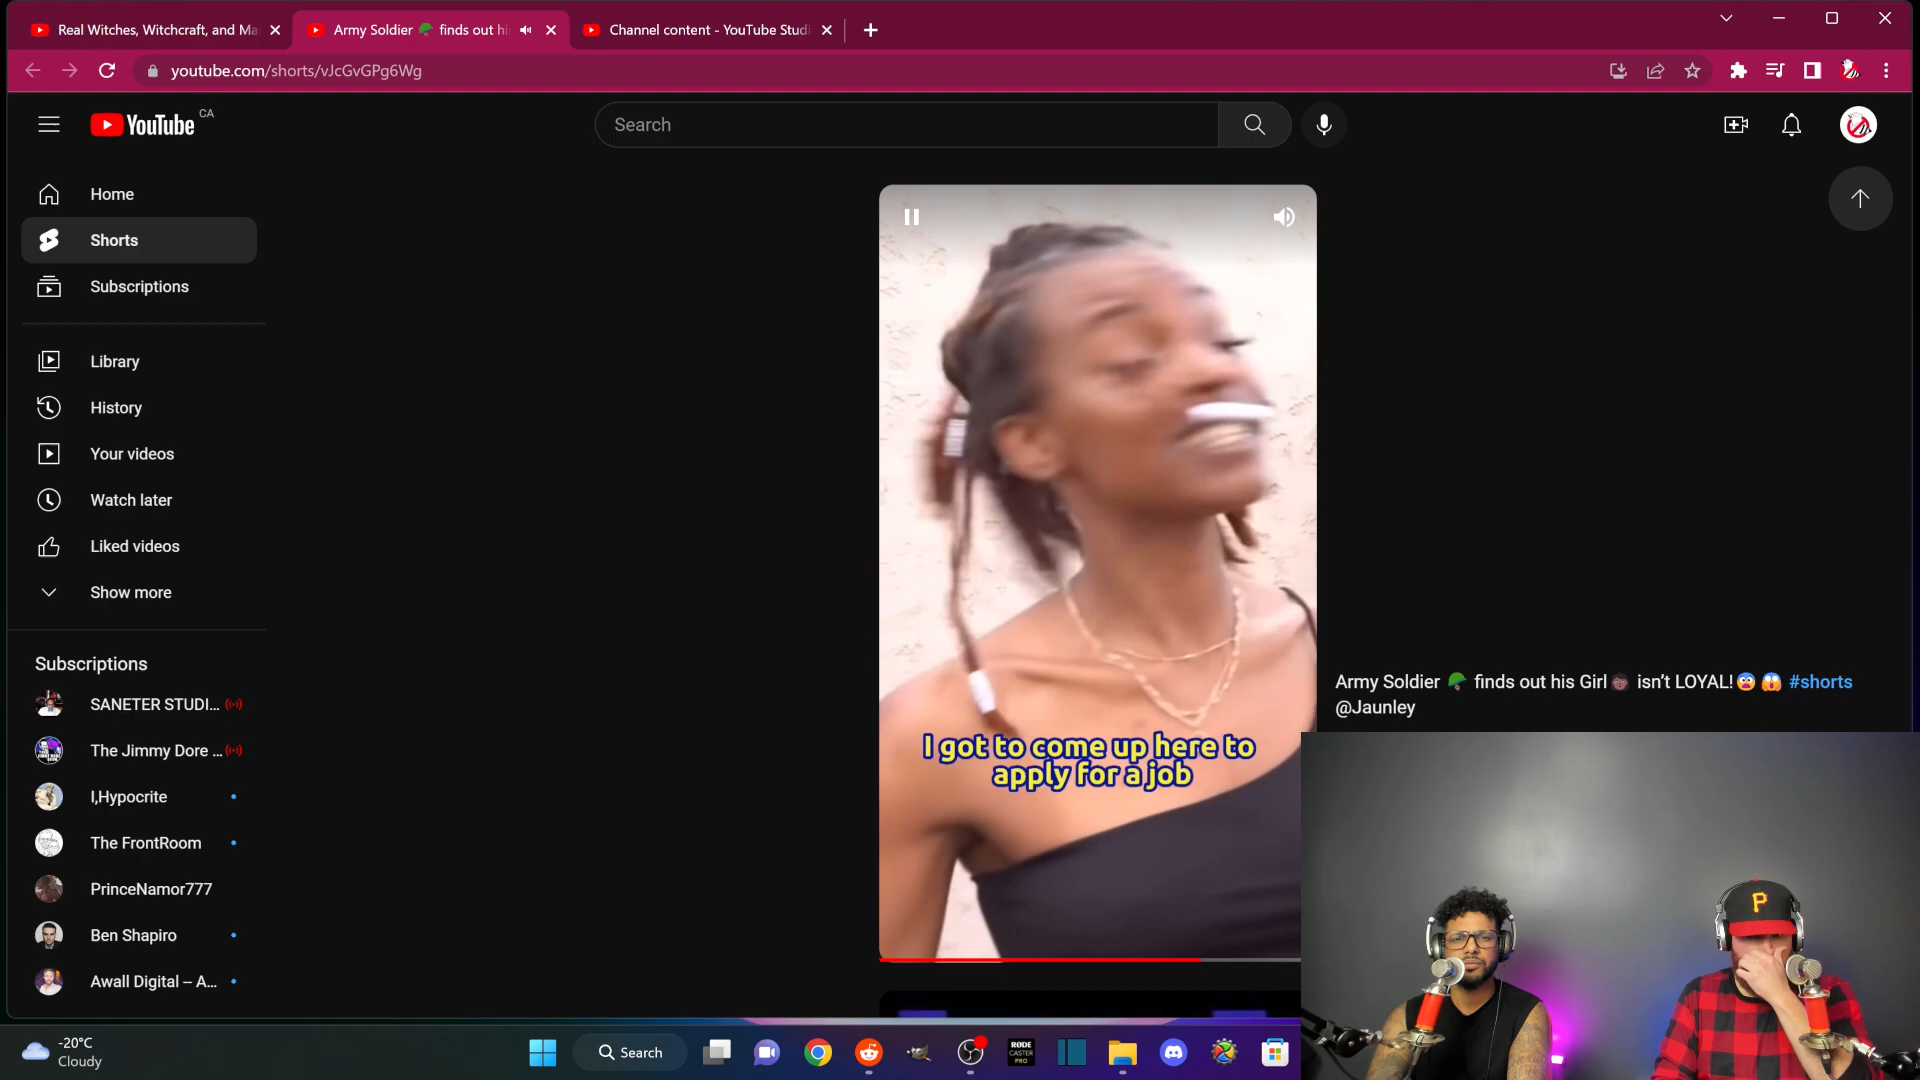 Real Witches, Witchcraft, and Ma
Army Soldier 🪖 finds out hi
Channel content - YouTube Studi
youtube.com/shorts/vJcGvGPg6Wg
YouTube
CA
Search
Home
Shorts
Subscriptions
Library
History
Your videos
Watch later
Liked videos
Show more
Subscriptions
SANETER STUDI...
The Jimmy Dore ...
I,Hypocrite
The FrontRoom
PrinceNamor777
Ben Shapiro
Awall Digital -- A...
I got to come up here to
apply for a job
Army Soldier 🪖 finds out his Girl👩🏿 isn't LOYAL!😨 😱 #shorts
@Jaunley
P
-20°C
Cloudy
Search
RØDE
CASTER
PRO